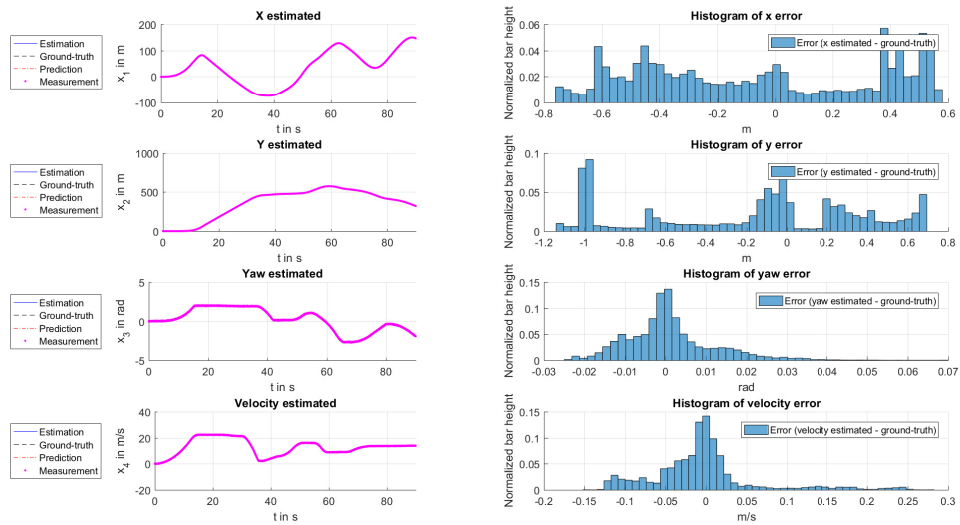 X estimated
Estimation
Ground-truth
Prediction
Measurement
x1 in m
200
100
0
-100
0 20 40 60 80
t in s
Histogram of x error
Normalized bar height
0.06
0.04
0.02
0
Error (x estimated - ground-truth)
-0.8 -0.6 -0.4 -0.2 0 0.2 0.4 0.6
m
Y estimated
Estimation
Ground-truth
Prediction
Measurement
x2 in m
1000
500
0
0 20 40 60 80
t in s
Histogram of y error
Normalized bar height
0.1
0.05
0
Error (y estimated - ground-truth)
-1.2 -1 -0.8 -0.6 -0.4 -0.2 0 0.2 0.4 0.6 0.8
m
Yaw estimated
Estimation
Ground-truth
Prediction
Measurement
x3 in rad
5
0
-5
0 20 40 60 80
t in s
Histogram of yaw error
Normalized bar height
0.15
0.1
0.05
0
Error (yaw estimated - ground-truth)
-0.03 -0.02 -0.01 0 0.01 0.02 0.03 0.04 0.05 0.06 0.07
rad
Velocity estimated
Estimation
Ground-truth
Prediction
Measurement
x4 in m/s
40
20
0
-20
0 20 40 60 80
t in s
Histogram of velocity error
Normalized bar height
0.15
0.1
0.05
0
Error (velocity estimated - ground-truth)
-0.2 -0.1 -0.1 0 0.05 0.1 0.15 0.2 0.25 0.3
m/s